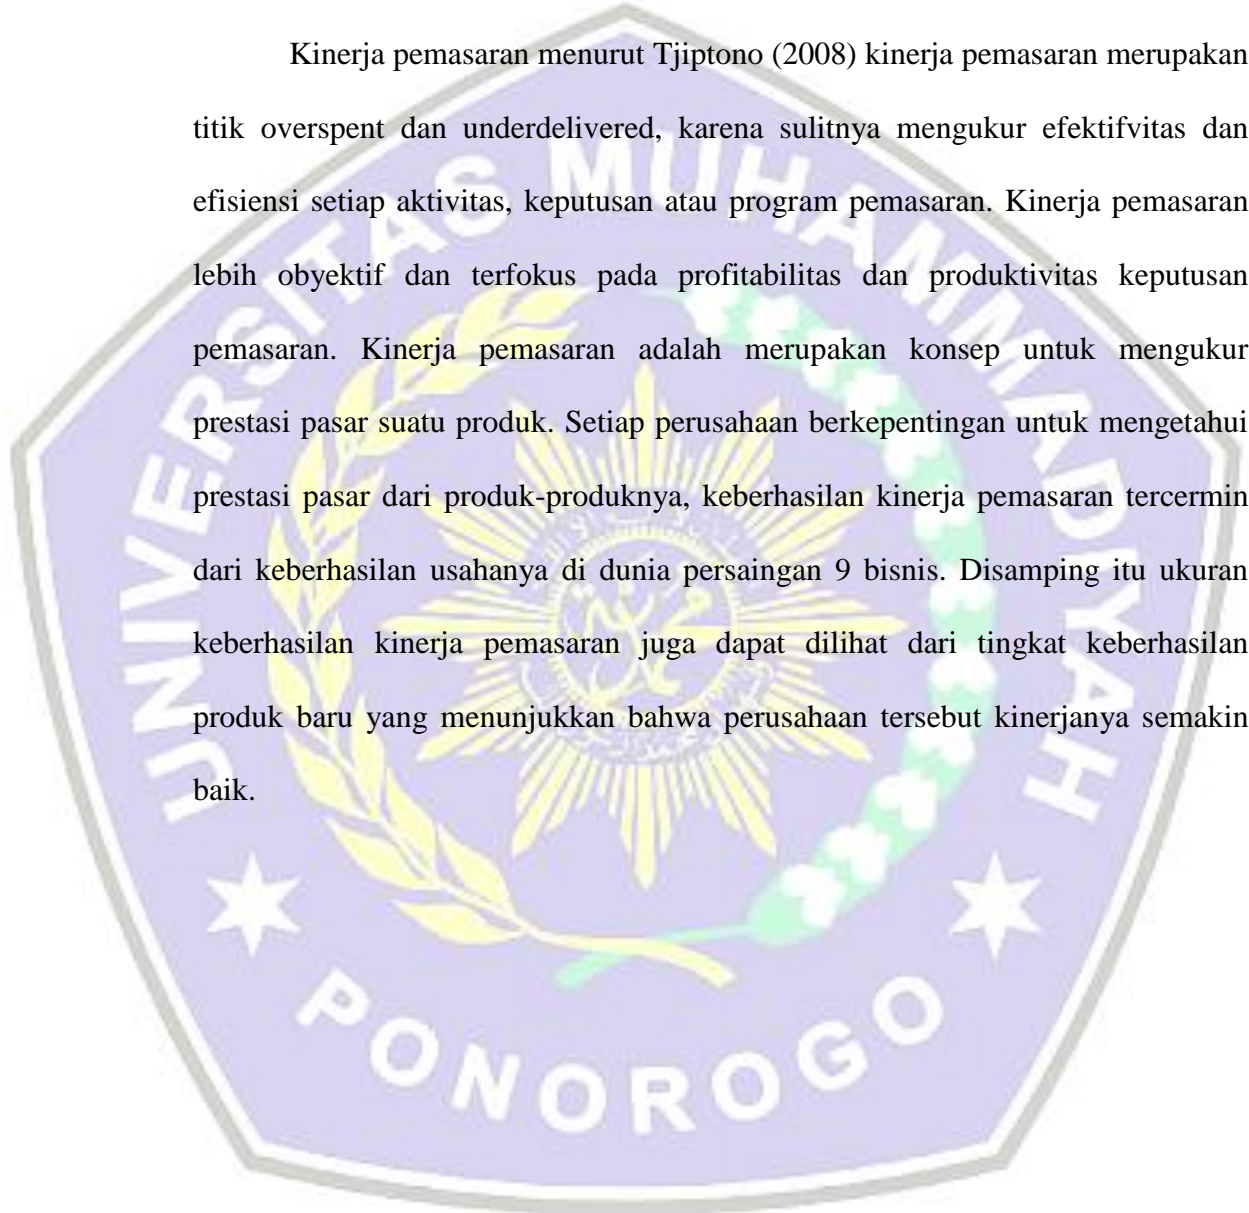 Kinerja pemasaran menurut Tjiptono (2008) kinerja pemasaran merupakan
titik overspent dan underdelivered, karena sulitnya mengukur efektifvitas dan
efisiensi setiap aktivitas, keputusan atau program pemasaran. Kinerja pemasaran
lebih obyektif dan terfokus pada profitabilitas dan produktivitas keputusan
pemasaran. Kinerja pemasaran adalah merupakan konsep untuk mengukur
prestasi pasar suatu produk. Setiap perusahaan berkepentingan untuk mengetahui
prestasi pasar dari produk-produknya, keberhasilan kinerja pemasaran tercermin
dari keberhasilan usahanya di dunia persaingan 9 bisnis. Disamping itu ukuran
keberhasilan kinerja pemasaran juga dapat dilihat dari tingkat keberhasilan
produk baru yang menunjukkan bahwa perusahaan tersebut kinerjanya semakin
baik.
UNIVERSITAS MUHAMMADIYAH
PONOROGO